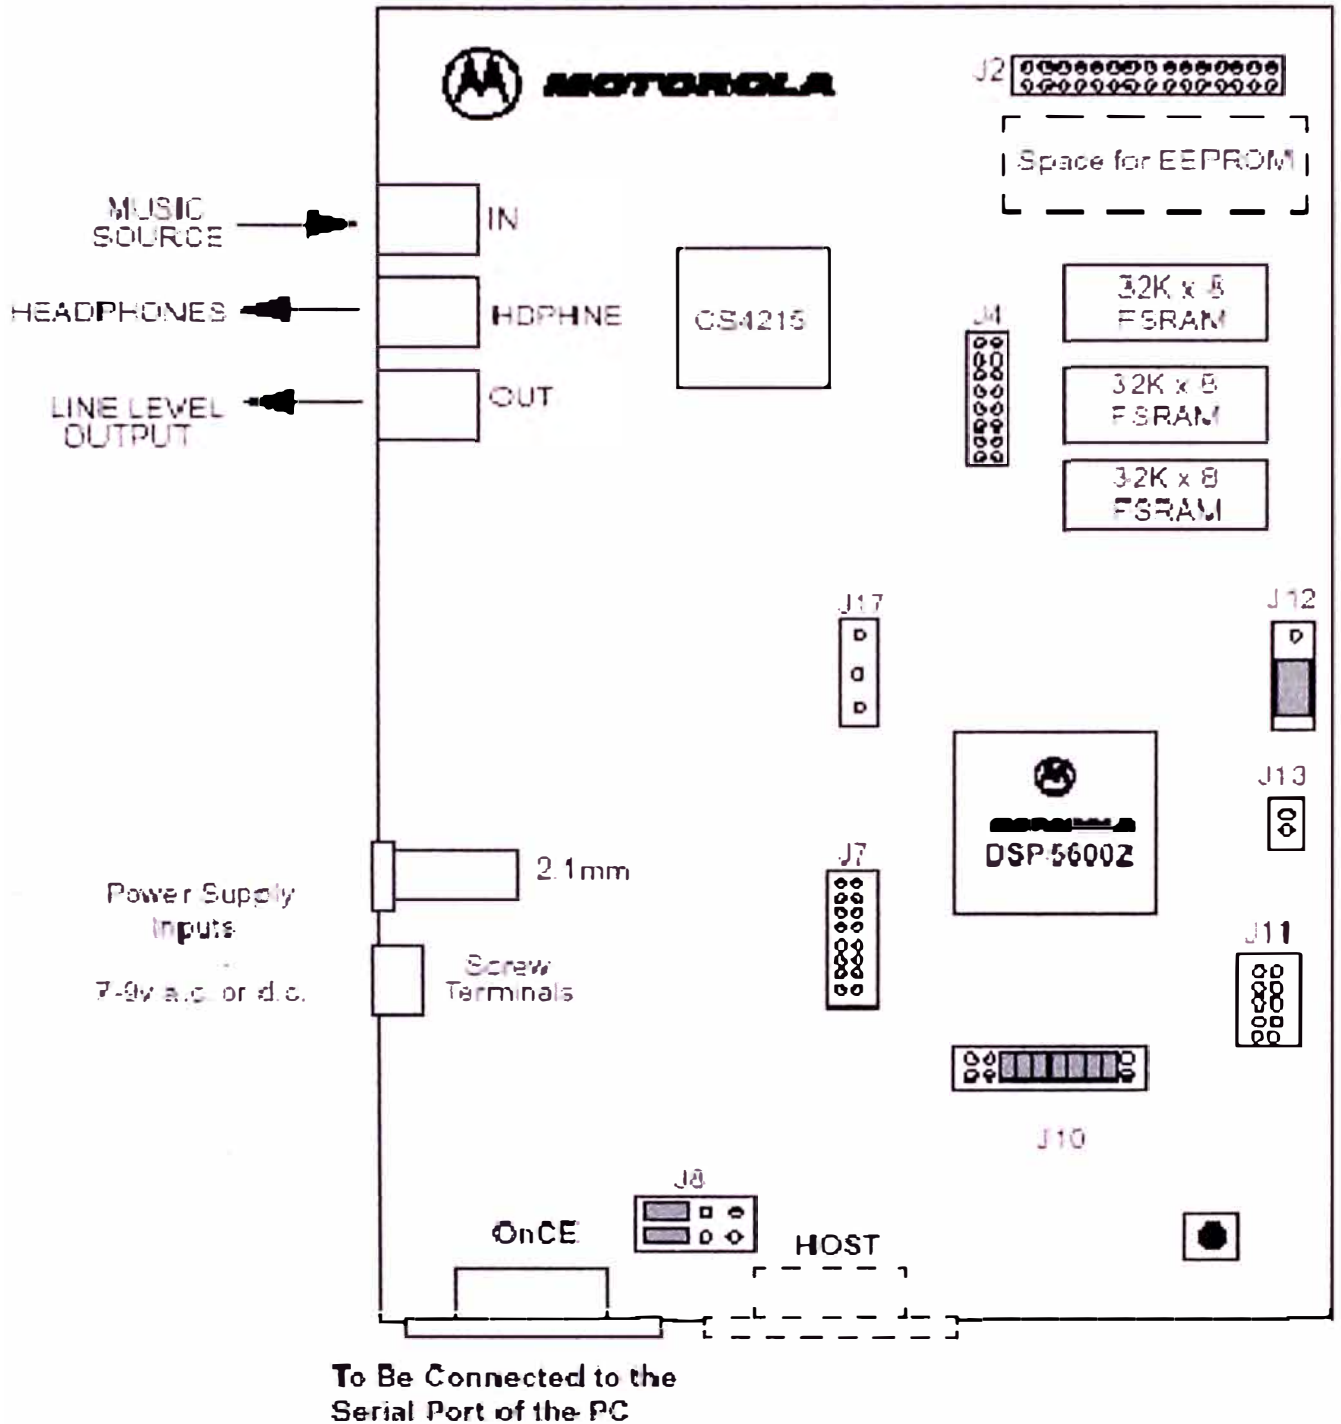 MOTOROLA
J2
Space for EEPROM
MUSIC
SOURCE
IN
HEADPHONES
HDPHNE
LINE LEVEL
OUTPUT
OUT
CS4215
J4
32K x 8
FSRAM
32K x 8
FSRAM
32K x 8
FSRAM
J17
J12
J13
MOTOROLA
DSP56002
J7
2.1mm
Power Supply
Inputs
-
7-9v a.c. or d.c.
Screw
Terminals
J11
J10
J8
OnCE
HOST
To Be Connected to the
Serial Port of the PC